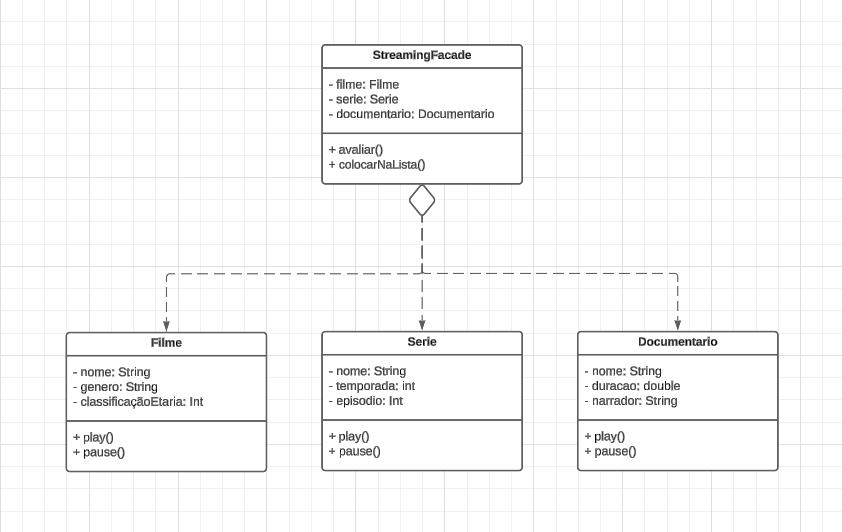 StreamingFacade
- filme: Filme
- serie: Serie
- documentario: Documentario
+ avaliar()
+ colocarNaLista()
Filme
- nome: String
- genero: String
- classificaçãoEtaria: Int
+ play()
+ pause()
Serie
- nome: String
- temporada: int
- episodio: Int
+ play()
+ pause()
Documentario
- nome: String
- duracao: double
- narrador: String
+ play()
+ pause()